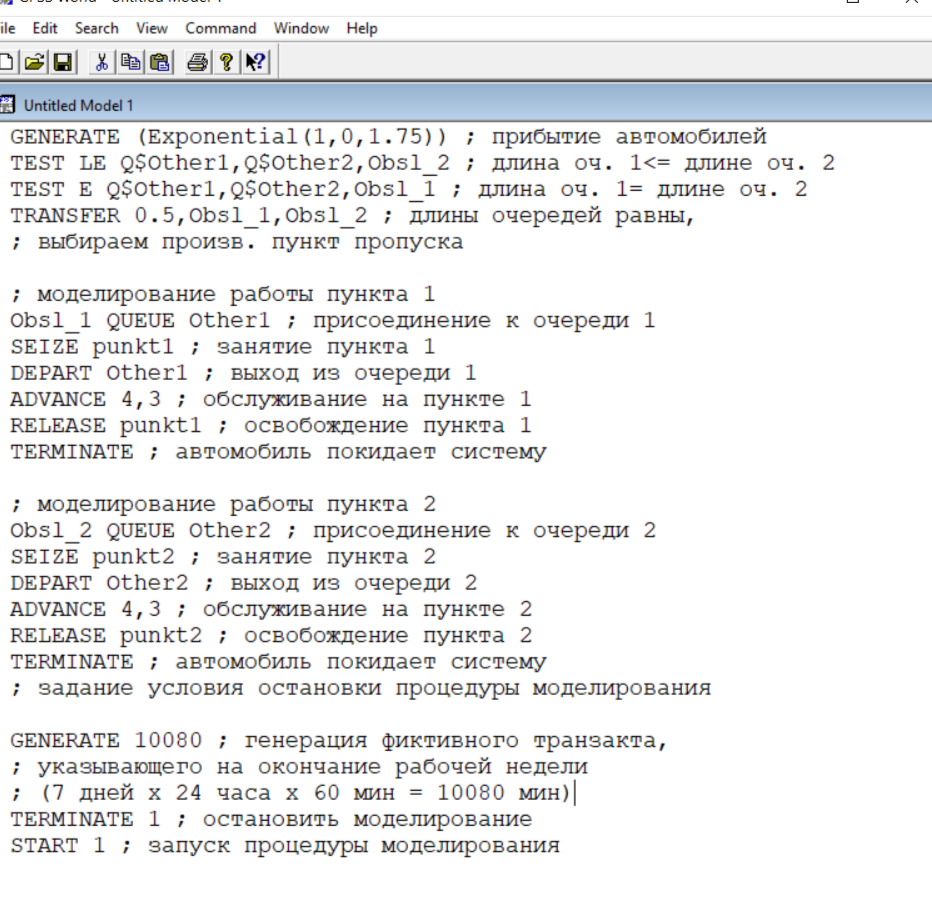 GPSS World - Untitled Model 1
ile Edit Search View Command Window Help
Untitled Model 1
GENERATE (Exponential(1,0,1.75)) ; прибытие автомобилей
TEST LE Q$Other1,Q$Other2,Obsl_2 ; длина оч. 1<= длине оч. 2
TEST E Q$Other1,Q$Other2,Obsl_1 ; длина оч. 1= длине оч. 2
TRANSFER 0.5,Obsl_1,Obsl_2 ; длины очередей равны,
; выбираем произв. пункт пропуска
; моделирование работы пункта 1
Obsl_1 QUEUE Other1 ; присоединение к очереди 1
SEIZE punkt1 ; занятие пункта 1
DEPART Other1 ; выход из очереди 1
ADVANCE 4,3 ; обслуживание на пункте 1
RELEASE punkt1 ; освобождение пункта 1
TERMINATE ; автомобиль покидает систему
; моделирование работы пункта 2
Obsl_2 QUEUE Other2 ; присоединение к очереди 2
SEIZE punkt2 ; занятие пункта 2
DEPART Other2 ; выход из очереди 2
ADVANCE 4,3 ; обслуживание на пункте 2
RELEASE punkt2 ; освобождение пункта 2
TERMINATE ; автомобиль покидает систему
; задание условия остановки процедуры моделирования
GENERATE 10080 ; генерация фиктивного транзакта,
; указывающего на окончание рабочей недели
; (7 дней x 24 часа x 60 мин = 10080 мин)
TERMINATE 1 ; остановить моделирование
START 1 ; запуск процедуры моделирования